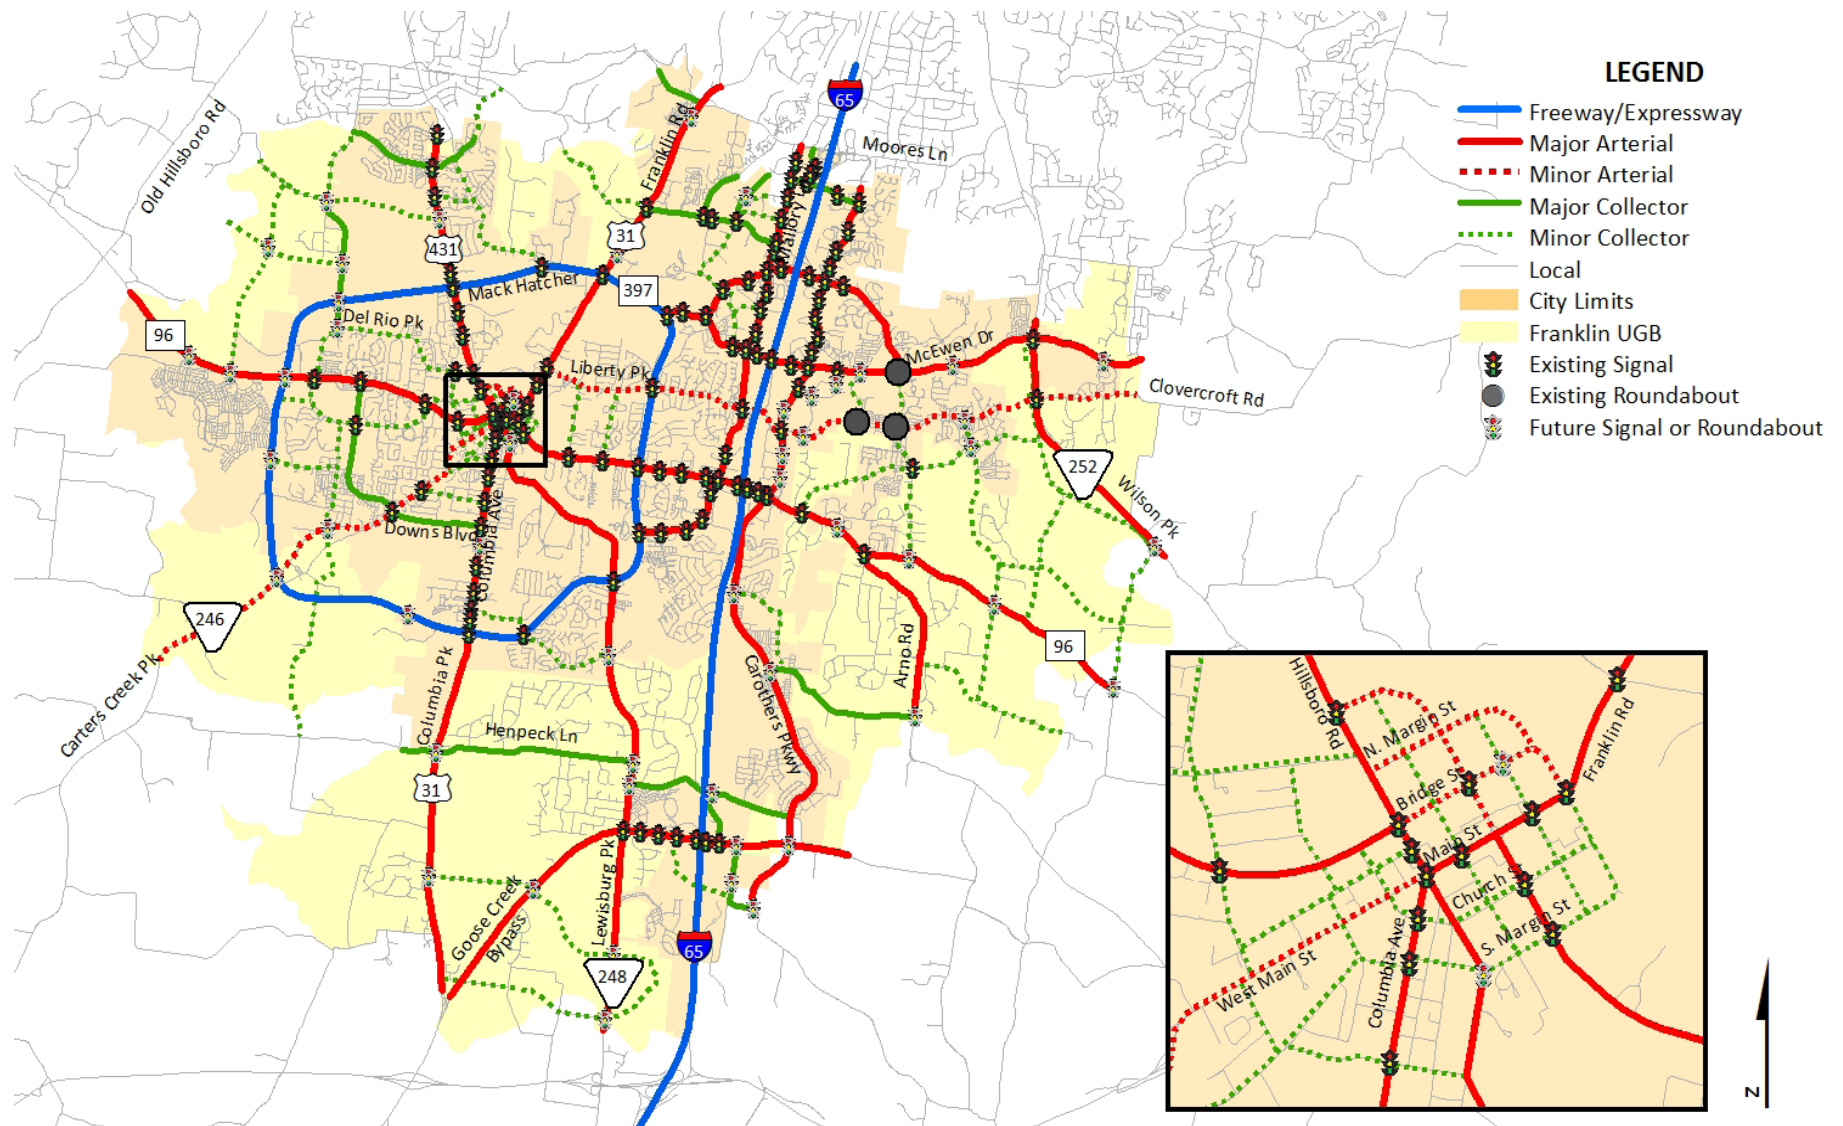 LEGEND
Freeway/Expressway
Major Arterial
Minor Arterial
Major Collector
Minor Collector
Local
City Limits
Franklin UGB
Existing Signal
Existing Roundabout
Future Signal or Roundabout
65
Moores Ln
Franklin Rd
Old Hillsboro Rd
Mallory
31
431
Mack Hatcher
397
96
Del Rio Pk
McEwen Dr
Liberty Pk
Clovercroft Rd
252
Wilson Pk
Downs Blvd
Columbia Ave
246
Carters Creek Pk
Columbia Pk
Arno Rd
96
Carothers Pkwy
Henpeck Ln
31
Goose Creek
Bypass
Lewisburg Pk
65
248
Hillsboro Rd
N. Margin St
Franklin Rd
Bridge St
Main St
Church St
S. Margin St
West Main St
Columbia Ave
N